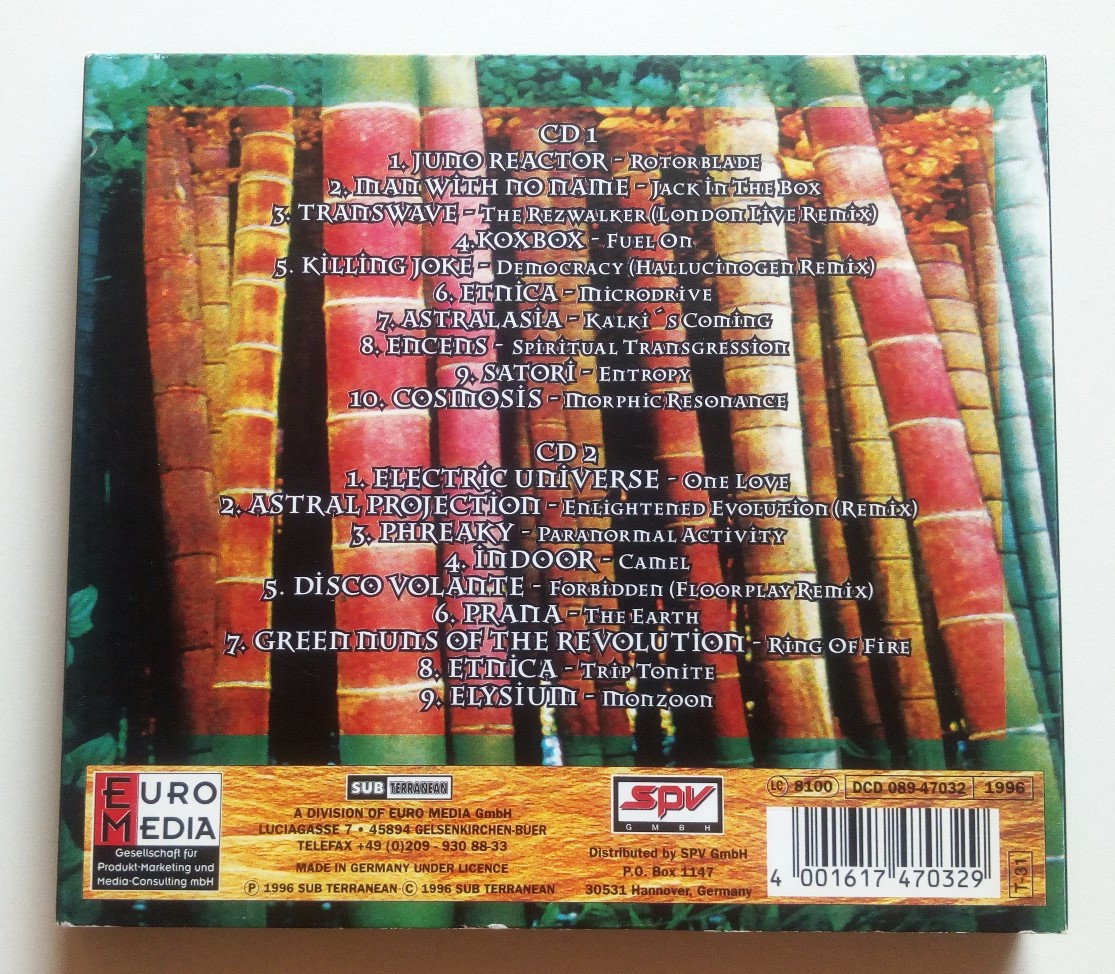 CD 1
1. JUNO REACTOR - ROTORBLADE
2. MAN WITH NO NAME - JACK IN THE BOX
3. TRANSWAVE - THE REZWALKER (LONDON LIVE REMIX)
4. KOXBOX - FUEL ON
5. KILLING JOKE - DEMOCRACY (HALLUCINOGEN REMIX)
6. ETNICA - MICRODRIVE
7. ASTRALASIA - KALKI´S COMING
8. ENCENS - SPIRITUAL TRANSGRESSION
9. SATORI - ENTROPY
10. COSMOSIS - MORPHIC RESONANCE
CD 2
1. ELECTRIC UNIVERSE - ONE LOVE
2. ASTRAL PROJECTION - ENLIGHTENED EVOLUTION (REMIX)
3. PHREAKY - PARANORMAL ACTIVITY
4. INDOOR - CAMEL
5. DISCO VOLANTE - FORBIDDEN (FLOORPLAY REMIX)
6. PRANA - THE EARTH
7. GREEN NUNS OF THE REVOLUTION - RING OF FIRE
8. ETNICA - TRIP TONITE
9. ELYSIUM - MONZOON
EURO
MEDIA
Gesellschaft für
Produkt-Marketing und
Media-Consulting mbH
SUB TERRANEAN
A DIVISION OF EURO MEDIA GmbH
LUCIAGASSE 7 • 45894 GELSENKIRCHEN-BUER
TELEFAX +49 (0)209 - 930 88-33
MADE IN GERMANY UNDER LICENCE
Ⓟ 1996 SUB TERRANEAN © 1996 SUB TERRANEAN
SPV
GMBH
Distributed by SPV GmbH
P.O. Box 1147
30531 Hannover, Germany
LC 8100 DCD 089-47032 1996
4 001617 470329
T-31